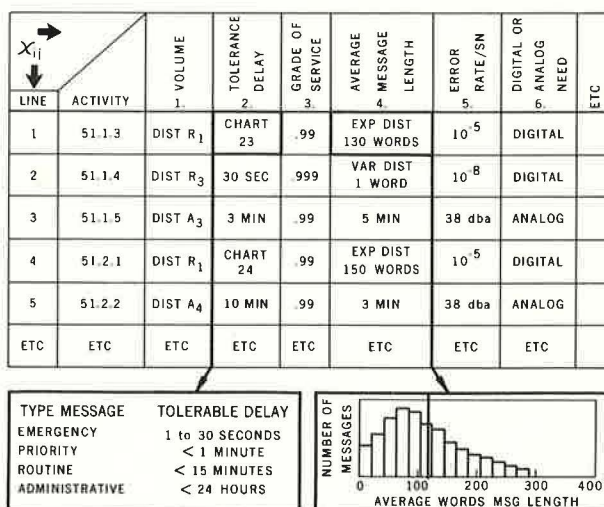 Xij
LINE ACTIVITY VOLUME 1. TOLERANCE DELAY 2. GRADE OF SERVICE 3. AVERAGE MESSAGE LENGTH 4. ERROR RATE/SN 5. DIGITAL OR ANALOG NEED 6. ETC
1 51.1.3 DIST R1 CHART 23 .99 EXP DIST 130 WORDS 10-5 DIGITAL
2 51.1.4 DIST R3 30 SEC .999 VAR DIST 1 WORD 10-8 DIGITAL
3 51.1.5 DIST A3 3 MIN .99 5 MIN 38 dba ANALOG
4 51.2.1 DIST R1 CHART 24 .99 EXP DIST 150 WORDS 10-5 DIGITAL
5 51.2.2 DIST A4 10 MIN .99 3 MIN 38 dba ANALOG
ETC ETC ETC ETC ETC ETC ETC ETC
TYPE MESSAGE TOLERABLE DELAY
EMERGENCY 1 to 30 SECONDS
PRIORITY < 1 MINUTE
ROUTINE < 15 MINUTES
ADMINISTRATIVE < 24 HOURS
NUMBER OF MESSAGES
0 100 200 300 400
AVERAGE WORDS MSG LENGTH